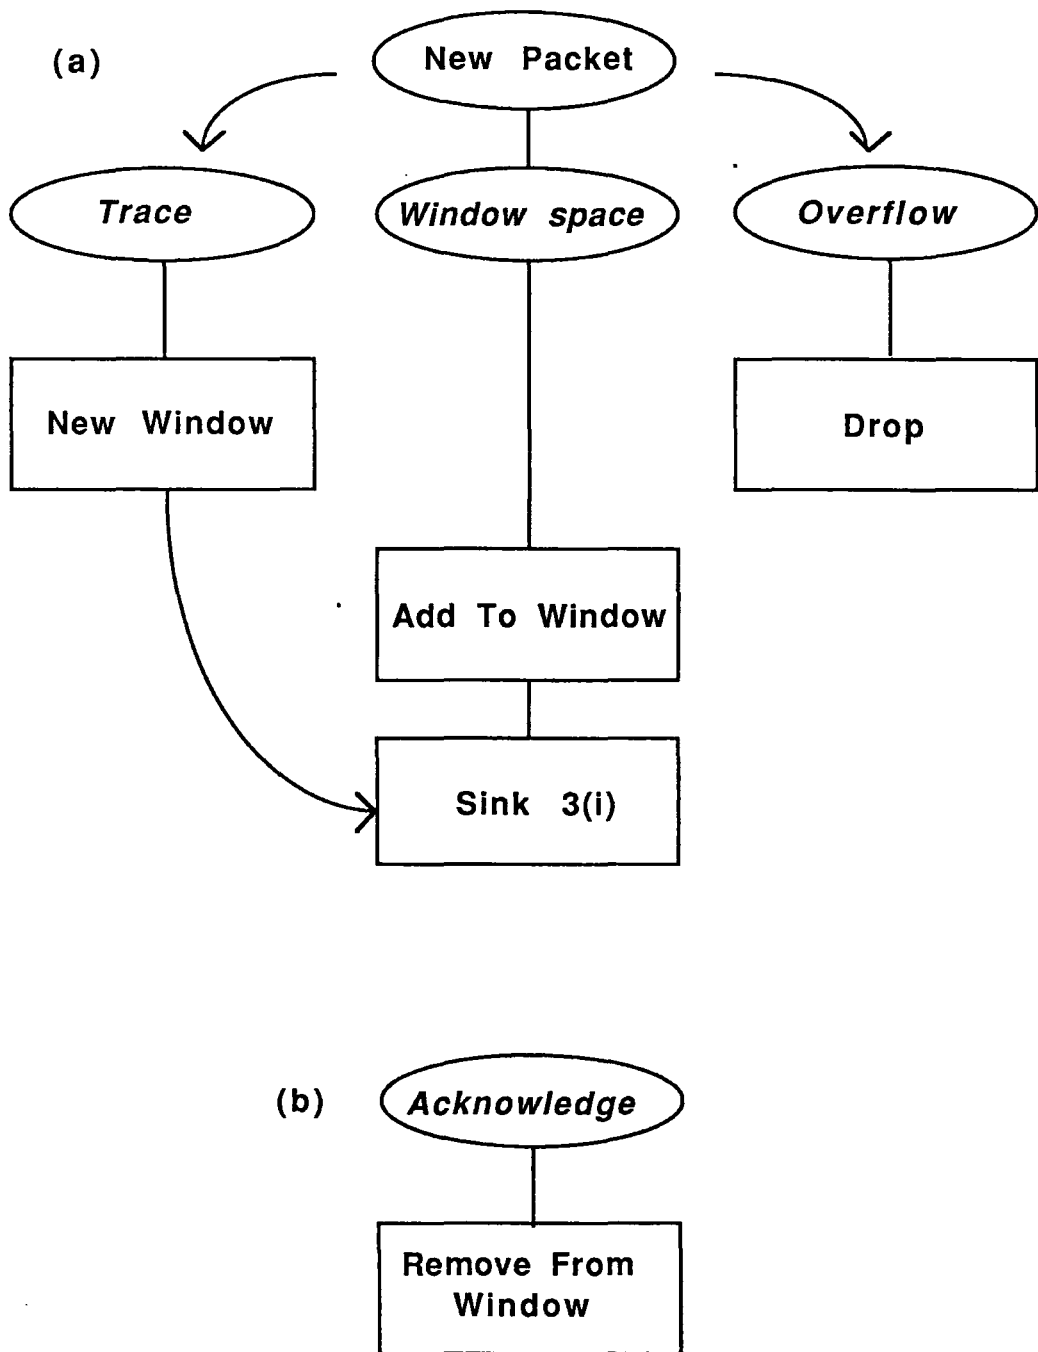 (a)
New Packet
Trace
Window space
Overflow
New Window
Drop
Add To Window
Sink 3(i)
(b)
Acknowledge
Remove From
Window